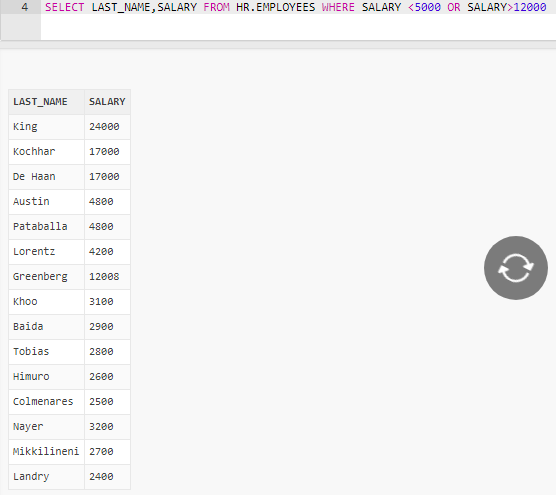 4 SELECT LAST_NAME,SALARY FROM HR.EMPLOYEES WHERE SALARY <5000 OR SALARY>12000
LAST_NAME SALARY
King 24000
Kochhar 17000
De Haan 17000
Austin 4800
Pataballa 4800
Lorentz 4200
Greenberg 12008
Khoo 3100
Baida 2900
Tobias 2800
Himuro 2600
Colmenares 2500
Nayer 3200
Mikkilineni 2700
Landry 2400